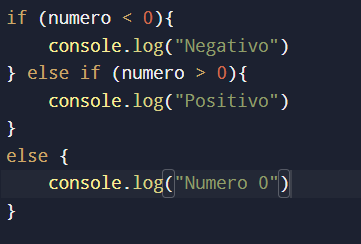 if (numero < 0){
    console.log("Negativo")
} else if (numero > 0){
    console.log("Positivo")
}
else {
    console.log("Numero 0")
}